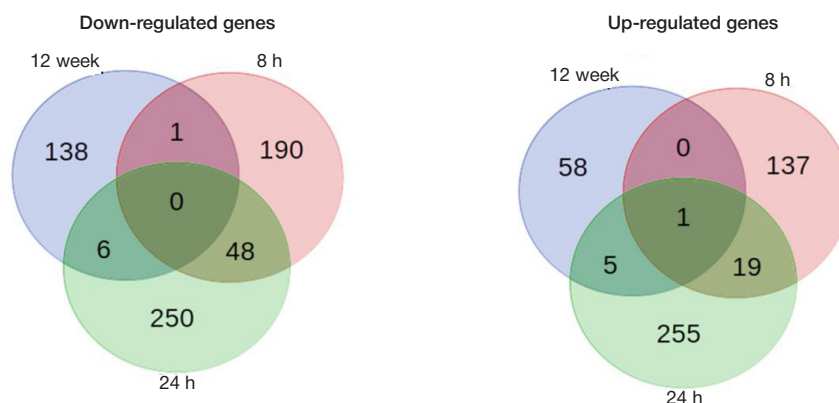 Down-regulated genes
12 week
8 h
138
1
190
0
6
48
250
24 h
Up-regulated genes
12 week
8 h
58
0
137
1
5
19
255
24 h